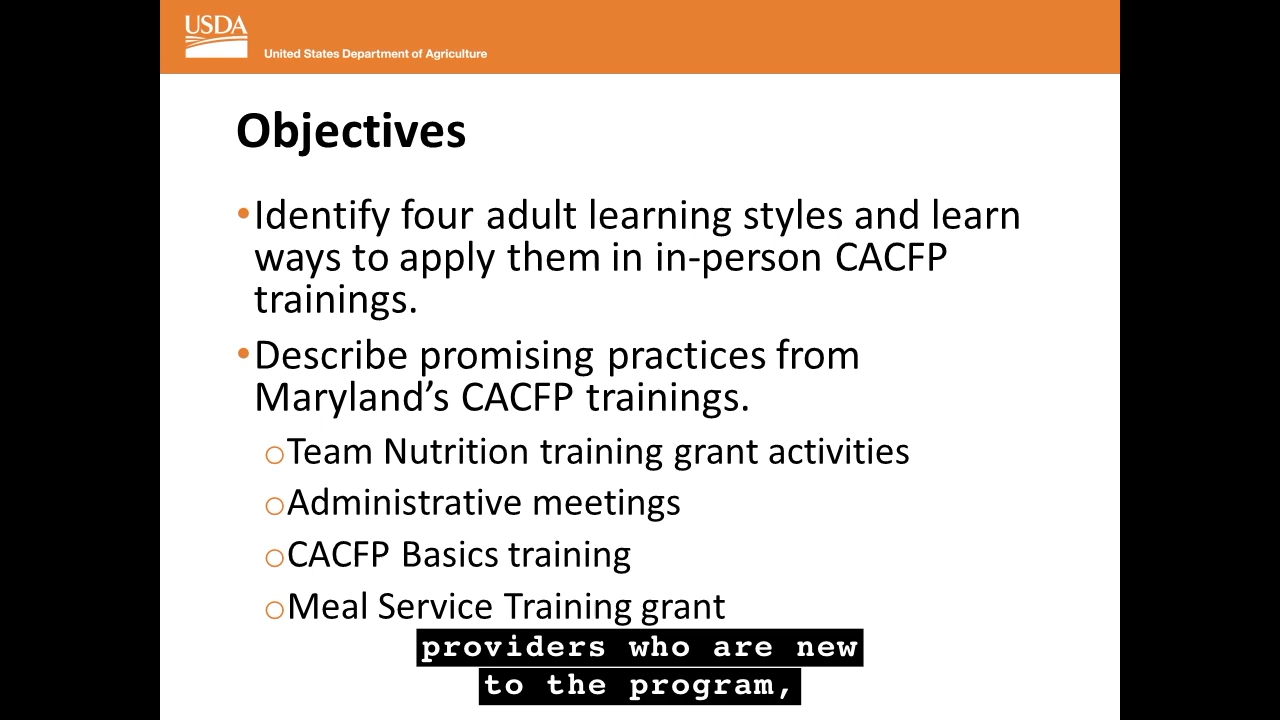 USDA
United States Department of Agriculture
Objectives
•Identify four adult learning styles and learn
ways to apply them in in-person CACFP
trainings.
•Describe promising practices from
Maryland’s CACFP trainings.
oTeam Nutrition training grant activities
oAdministrative meetings
oCACFP Basics training
oMeal Service Training grant
providers who are new
to the program,